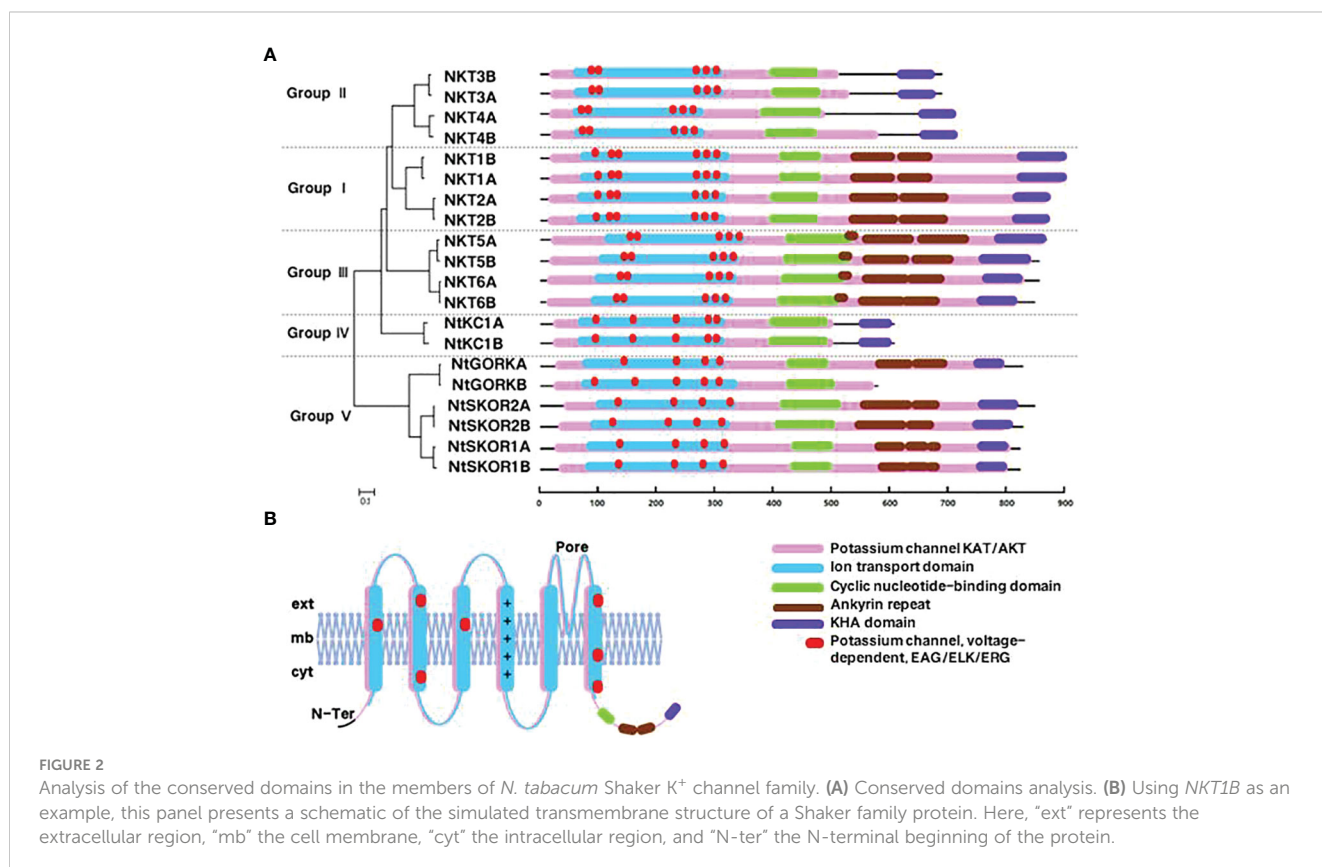 A
Group II
NKT3B
NKT3A
NKT4A
NKT4B
Group I
NKT1B
NKT1A
NKT2A
NKT2B
Group III
NKT5A
NKT5B
NKT6A
NKT6B
Group IV
NtKC1A
NtKC1B
Group V
NtGORKA
NtGORKB
NtSKOR2A
NtSKOR2B
NtSKOR1A
NtSKOR1B
0.1
0 100 200 300 400 500 600 700 800 900
B
Pore
ext
mb
cyt
N-Ter
+
+
+
+
+
Potassium channel KAT/AKT
Ion transport domain
Cyclic nucleotide-binding domain
Ankyrin repeat
KHA domain
Potassium channel, voltage-
dependent, EAG/ELK/ERG
FIGURE 2
Analysis of the conserved domains in the members of N. tabacum Shaker K⁺ channel family. (A) Conserved domains analysis. (B) Using NKT1B as an
example, this panel presents a schematic of the simulated transmembrane structure of a Shaker family protein. Here, "ext" represents the
extracellular region, "mb" the cell membrane, "cyt" the intracellular region, and "N-ter" the N-terminal beginning of the protein.